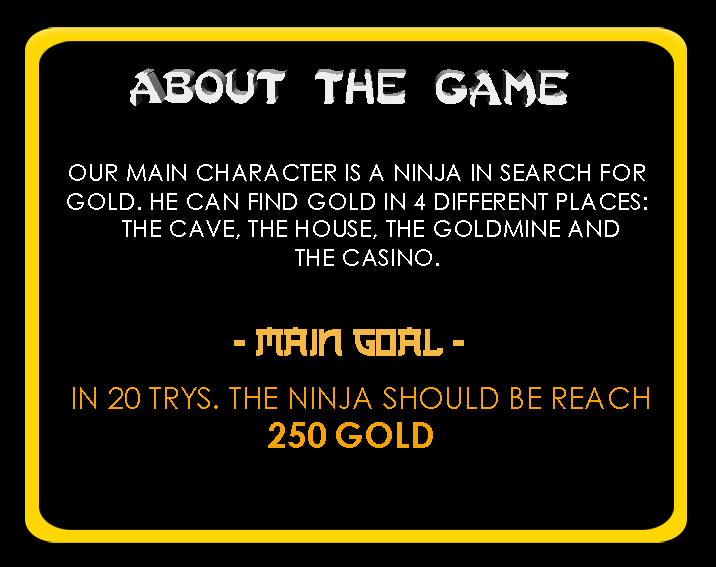 ABOUT THE GAME
OUR MAIN CHARACTER IS A NINJA IN SEARCH FOR
GOLD. HE CAN FIND GOLD IN 4 DIFFERENT PLACES:
THE CAVE, THE HOUSE, THE GOLDMINE AND
THE CASINO.
- MAIN GOAL -
IN 20 TRYS. THE NINJA SHOULD BE REACH
250 GOLD